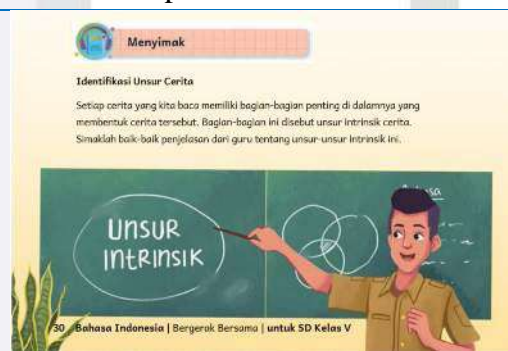 Menyimak
Identifikasi Unsur Cerita
Setiap cerita yang kita baca memiliki bagian-bagian penting di dalamnya yang
membentuk cerita tersebut. Bagian-bagian ini disebut unsur intrinsik cerita.
Simaklah baik-baik penjelasan dari guru tentang unsur-unsur intrinsik ini.
UNSUR
INTRINSIK
30 Bahasa Indonesia | Bergerak Bersama | untuk SD Kelas V